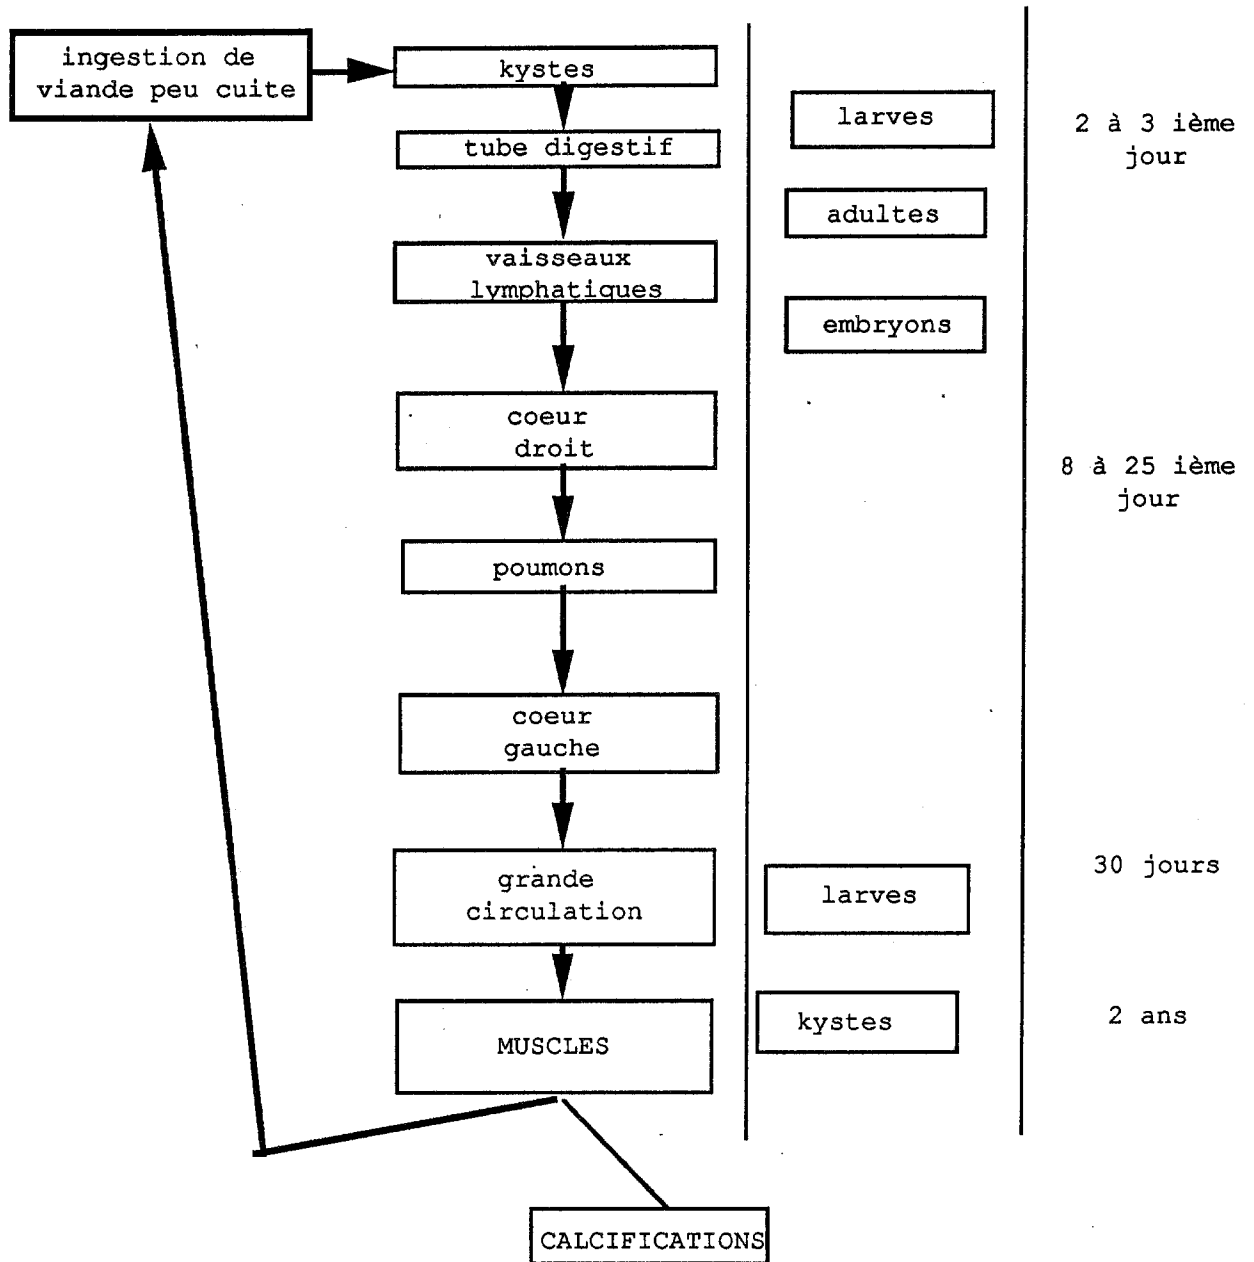 ingestion de
viande peu cuite
kystes
tube digestif
vaisseaux
lymphatiques
coeur
droit
poumons
coeur
gauche
grande
circulation
MUSCLES
CALCIFICATIONS
larves
adultes
embryons
larves
kystes
2 à 3 ième
jour
8 à 25 ième
jour
30 jours
2 ans